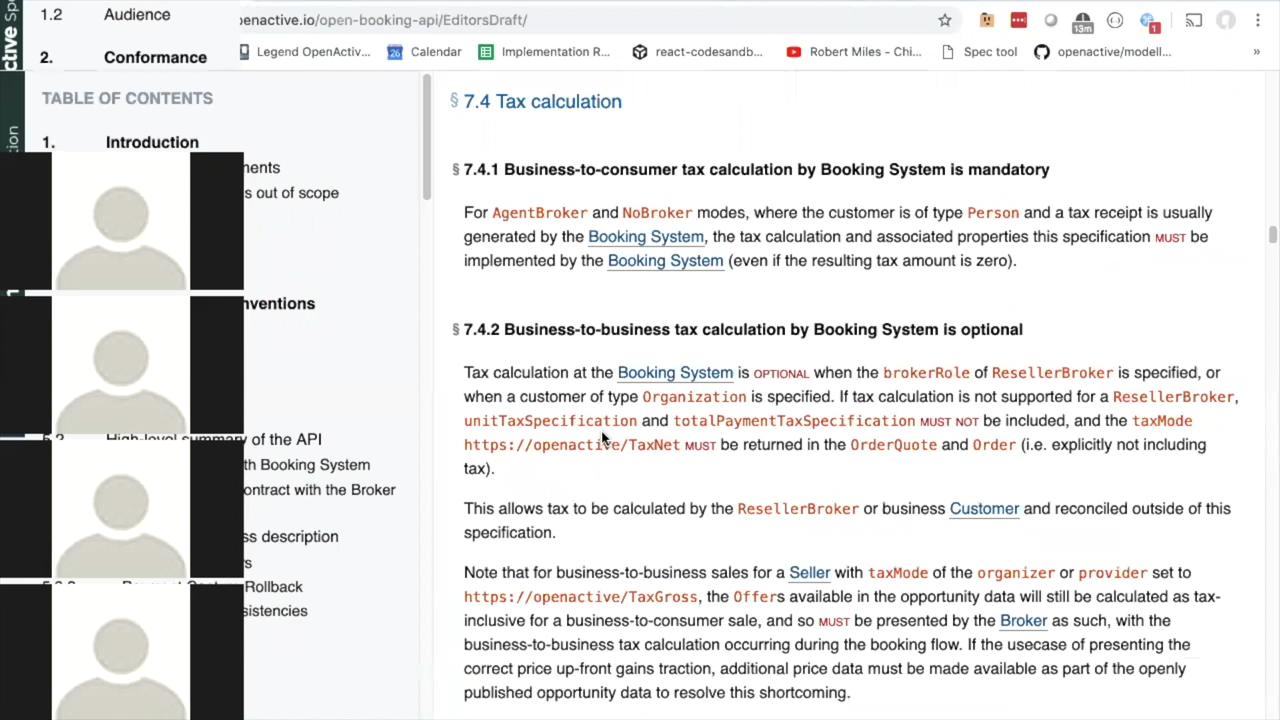 1.2 Audience
2. Conformance
TABLE OF CONTENTS
1. Introduction
s out of scope
5.2 High-level summary of the API
th Booking System
ontract with the Broker
ss description
Rollback
sistencies
penactive.io/open-booking-api/EditorsDraft/
13m
1
Legend OpenActiv...
26
Calendar
Implementation R...
react-codesandb...
Robert Miles - Chi...
Spec tool
openactive/modell...
»
§ 7.4 Tax calculation
§ 7.4.1 Business-to-consumer tax calculation by Booking System is mandatory
For AgentBroker and NoBroker modes, where the customer is of type Person and a tax receipt is usually
generated by the Booking System, the tax calculation and associated properties this specification MUST be
implemented by the Booking System (even if the resulting tax amount is zero).
§ 7.4.2 Business-to-business tax calculation by Booking System is optional
Tax calculation at the Booking System is OPTIONAL when the brokerRole of ResellerBroker is specified, or
when a customer of type Organization is specified. If tax calculation is not supported for a ResellerBroker,
unitTaxSpecification and totalPaymentTaxSpecification MUST NOT be included, and the taxMode
https://openactive/TaxNet MUST be returned in the OrderQuote and Order (i.e. explicitly not including
tax).
This allows tax to be calculated by the ResellerBroker or business Customer and reconciled outside of this
specification.
Note that for business-to-business sales for a Seller with taxMode of the organizer or provider set to
https://openactive/TaxGross, the Offers available in the opportunity data will still be calculated as tax-
inclusive for a business-to-consumer sale, and so MUST be presented by the Broker as such, with the
business-to-business tax calculation occurring during the booking flow. If the usecase of presenting the
correct price up-front gains traction, additional price data must be made available as part of the openly
published opportunity data to resolve this shortcoming.